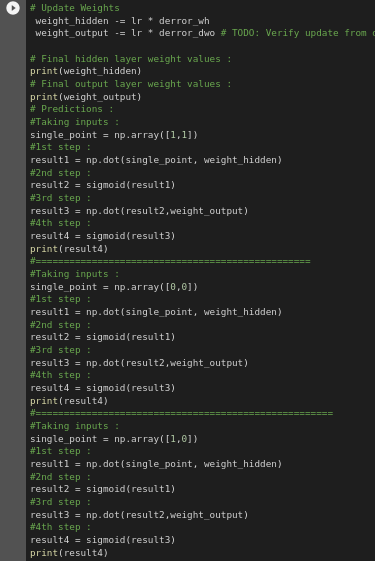 # Update Weights
weight_hidden -= lr * derror_wh
weight_output -= lr * derror_dwo # TODO: Verify update from
# Final hidden layer weight values :
print(weight_hidden)
# Final output layer weight values :
print(weight_output)
# Predictions :
#Taking inputs :
single_point = np.array([1,1])
#1st step :
result1 = np.dot(single_point, weight_hidden)
#2nd step :
result2 = sigmoid(result1)
#3rd step :
result3 = np.dot(result2,weight_output)
#4th step :
result4 = sigmoid(result3)
print(result4)
#=================================================
#Taking inputs :
single_point = np.array([0,0])
#1st step :
result1 = np.dot(single_point, weight_hidden)
#2nd step :
result2 = sigmoid(result1)
#3rd step :
result3 = np.dot(result2,weight_output)
#4th step :
result4 = sigmoid(result3)
print(result4)
#=====================================================
#Taking inputs :
single_point = np.array([1,0])
#1st step :
result1 = np.dot(single_point, weight_hidden)
#2nd step :
result2 = sigmoid(result1)
#3rd step :
result3 = np.dot(result2,weight_output)
#4th step :
result4 = sigmoid(result3)
print(result4)